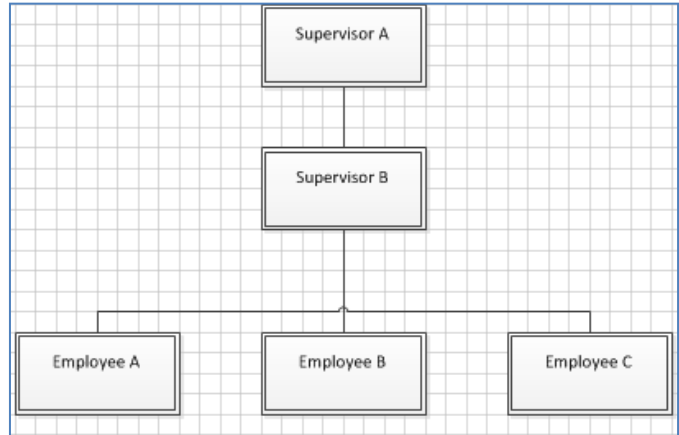 Supervisor A
Supervisor B
Employee A
Employee B
Employee C